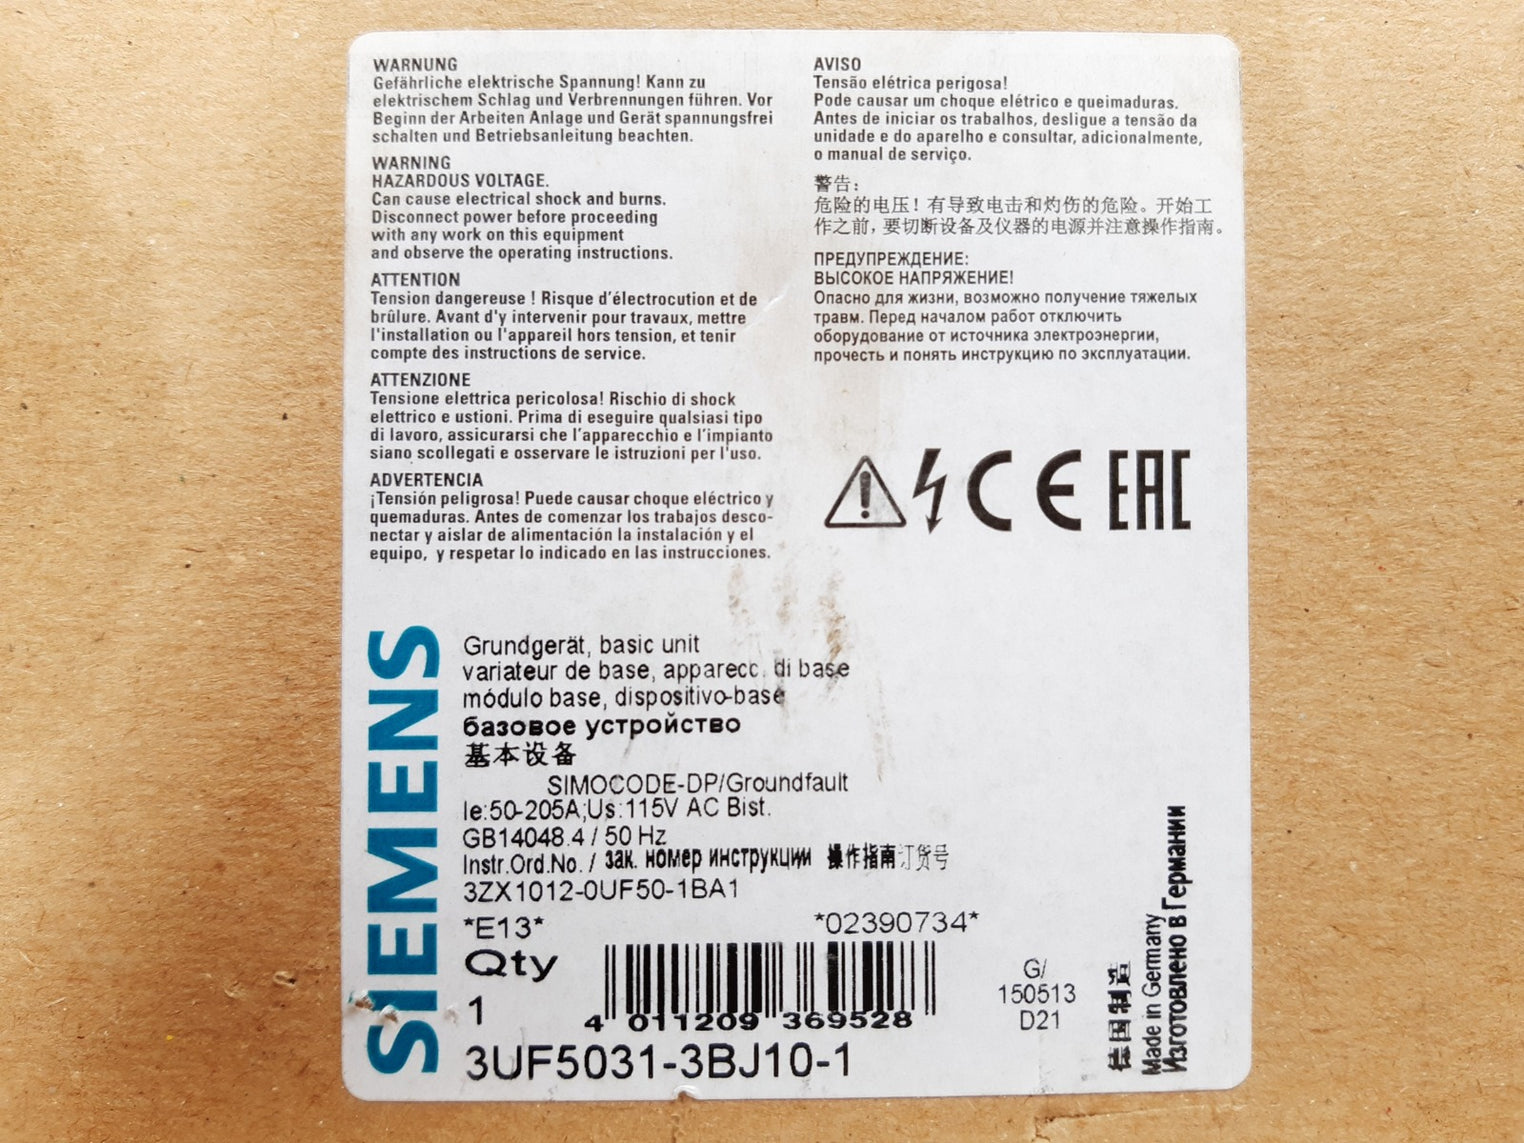 WARNUNG
Gefährliche elektrische Spannung! Kann zu
elektrischem Schlag und Verbrennungen führen. Vor
Beginn der Arbeiten Anlage und Gerät spannungsfrei
schalten und Betriebsanleitung beachten.
WARNING
HAZARDOUS VOLTAGE.
Can cause electrical shock and burns.
Disconnect power before proceeding
with any work on this equipment
and observe the operating instructions.
ATTENTION
Tension dangereuse ! Risque d'électrocution et de
brûlure. Avant d'y intervenir pour travaux, mettre
l'installation ou l'appareil hors tension, et tenir
compte des instructions de service.
ATTENZIONE
Tensione elettrica pericolosa! Rischio di shock
elettrico e ustioni. Prima di eseguire qualsiasi tipo
di lavoro, assicurarsi che l'apparecchio e l'impianto
siano scollegati e osservare le istruzioni per l'uso.
ADVERTENCIA
¡Tensión peligrosa! Puede causar choque eléctrico y
quemaduras. Antes de comenzar los trabajos desco-
nectar y aislar de alimentación la instalación y el
equipo, y respetar lo indicado en las instrucciones.
AVISO
Tensão elétrica perigosa!
Pode causar um choque elétrico e queimaduras.
Antes de iniciar os trabalhos, desligue a tensão da
unidade e do aparelho e consultar, adicionalmente,
o manual de serviço.
警告：
危险的电压！有导致电击和灼伤的危险。开始工
作之前，要切断设备及仪器的电源并注意操作指南。
ПРЕДУПРЕЖДЕНИЕ:
ВЫСОКОЕ НАПРЯЖЕНИЕ!
Опасно для жизни, возможно получение тяжелых
травм. Перед началом работ отключить
оборудование от источника электроэнергии,
прочесть и понять инструкцию по эксплуатации.
CE EAC
SIEMENS
Grundgerät, basic unit
variateur de base, apparecc. di base
módulo base, dispositivo-base
базовое устройство
基本设备
SIMOCODE-DP/Groundfault
Ie:50-205A;Us:115V AC Bist.
GB14048.4 / 50 Hz
Instr.Ord.No. / зак. номер инструкции 操作指南订货号
3ZX1012-0UF50-1BA1
*E13* *02390734*
Qty
1
4 011209 369528
3UF5031-3BJ10-1
G/
150513
D21
德国制造
Made in Germany
Изготовлено в Германии